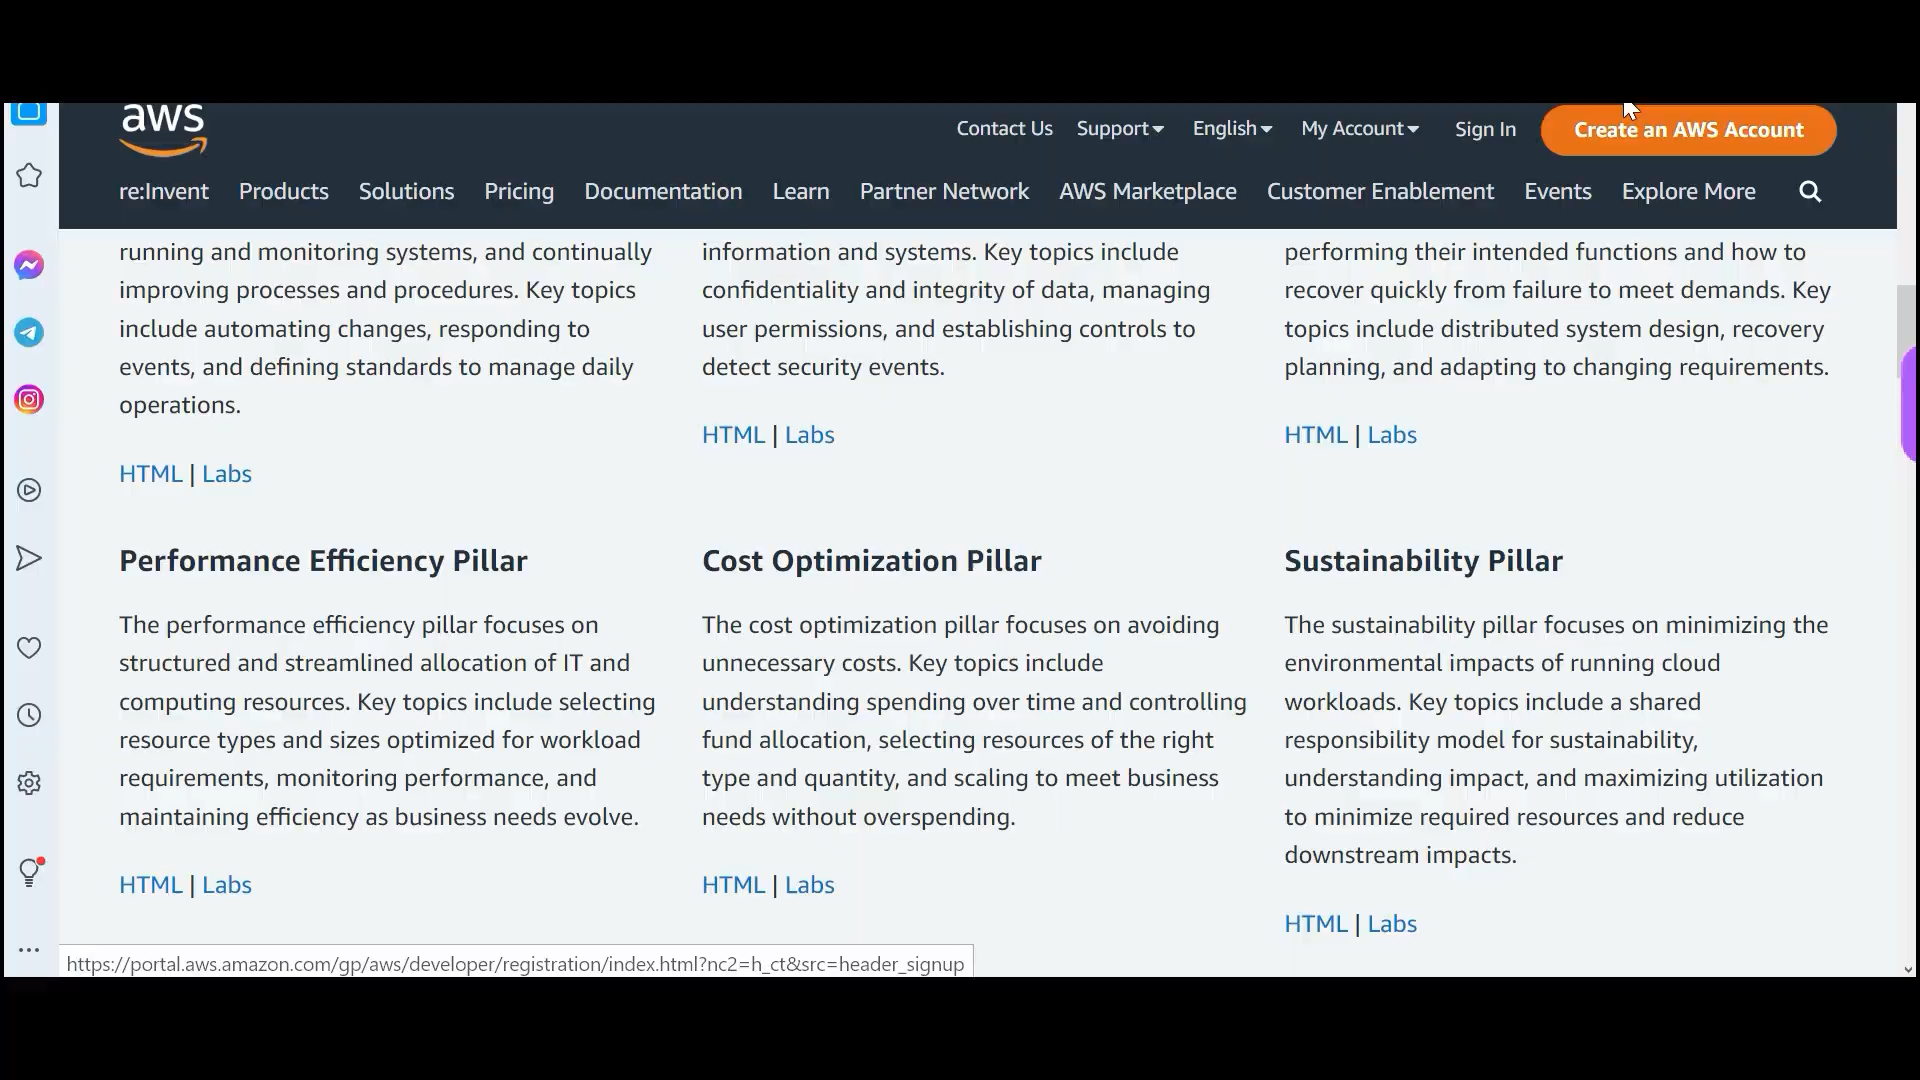 aws
Contact Us Support English My Account Sign In Create an AWS Account
re:Invent Products Solutions Pricing Documentation Learn Partner Network AWS Marketplace Customer Enablement Events Explore More
running and monitoring systems, and continually
improving processes and procedures. Key topics
include automating changes, responding to
events, and defining standards to manage daily
operations.
HTML | Labs
information and systems. Key topics include
confidentiality and integrity of data, managing
user permissions, and establishing controls to
detect security events.
HTML | Labs
performing their intended functions and how to
recover quickly from failure to meet demands. Key
topics include distributed system design, recovery
planning, and adapting to changing requirements.
HTML | Labs
Performance Efficiency Pillar
The performance efficiency pillar focuses on
structured and streamlined allocation of IT and
computing resources. Key topics include selecting
resource types and sizes optimized for workload
requirements, monitoring performance, and
maintaining efficiency as business needs evolve.
HTML | Labs
Cost Optimization Pillar
The cost optimization pillar focuses on avoiding
unnecessary costs. Key topics include
understanding spending over time and controlling
fund allocation, selecting resources of the right
type and quantity, and scaling to meet business
needs without overspending.
HTML | Labs
Sustainability Pillar
The sustainability pillar focuses on minimizing the
environmental impacts of running cloud
workloads. Key topics include a shared
responsibility model for sustainability,
understanding impact, and maximizing utilization
to minimize required resources and reduce
downstream impacts.
HTML | Labs
https://portal.aws.amazon.com/gp/aws/developer/registration/index.html?nc2=h_ct&src=header_signup